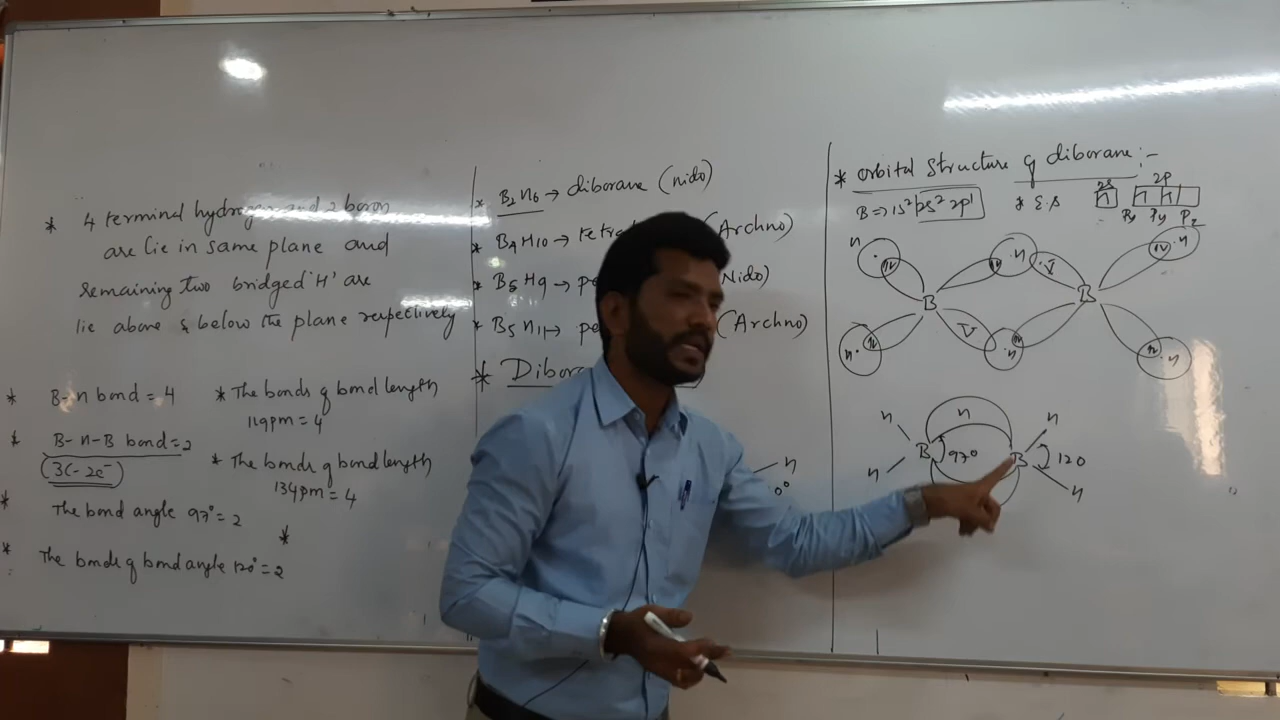 * 4 terminal hydrogen and 2 boron
are lie in same plane and
remaining two bridged 'H' are
lie above & below the plane respectively
* B-H bond = 4
* B-H-B bond = 2
(3C-2e⁻)
* The bond angle 97° = 2
* The bonds of bond angle 120° = 2
* The bonds of bond length
119pm = 4
* The bonds of bond length
134pm = 4
*
* B₂H₆ → diborane (nido)
* B₄H₁₀ → tetra (Archno)
* B₅H₉ → pe Nido)
* B₅H₁₁ → pe (Archno)
* Dibora
H
0°
* orbital structure of diborane :-
B ⇒ 1s² 2s² 2p¹
* E.S
2s 2p
Px Py Pz
H H H
B B
H H H
H H H
B 97° B 120
H H